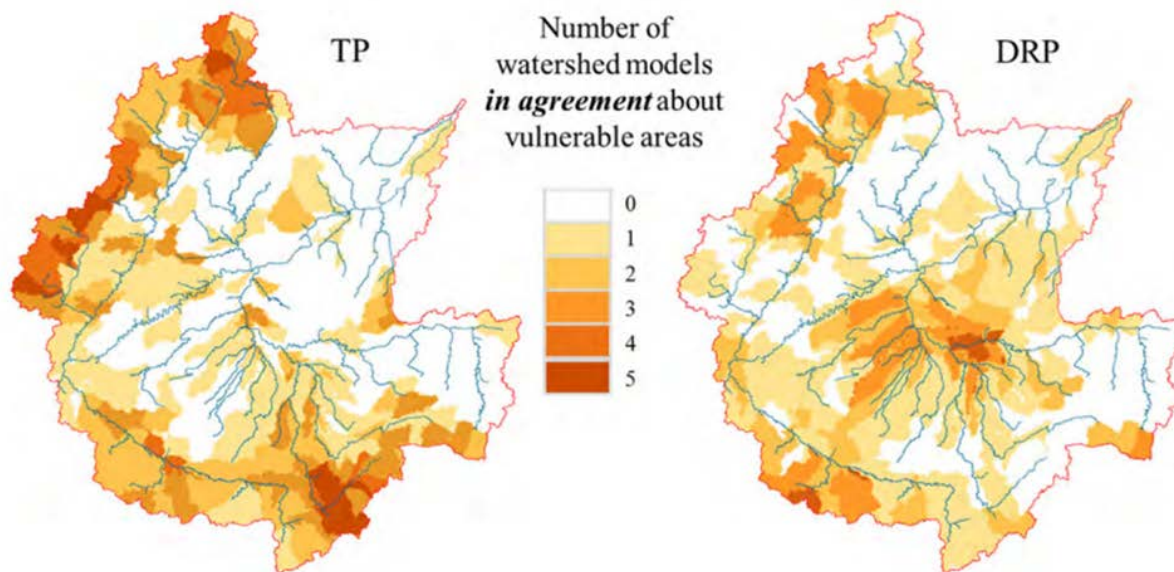 TP
Number of
watershed models
in agreement about
vulnerable areas
DRP
0
1
2
3
4
5